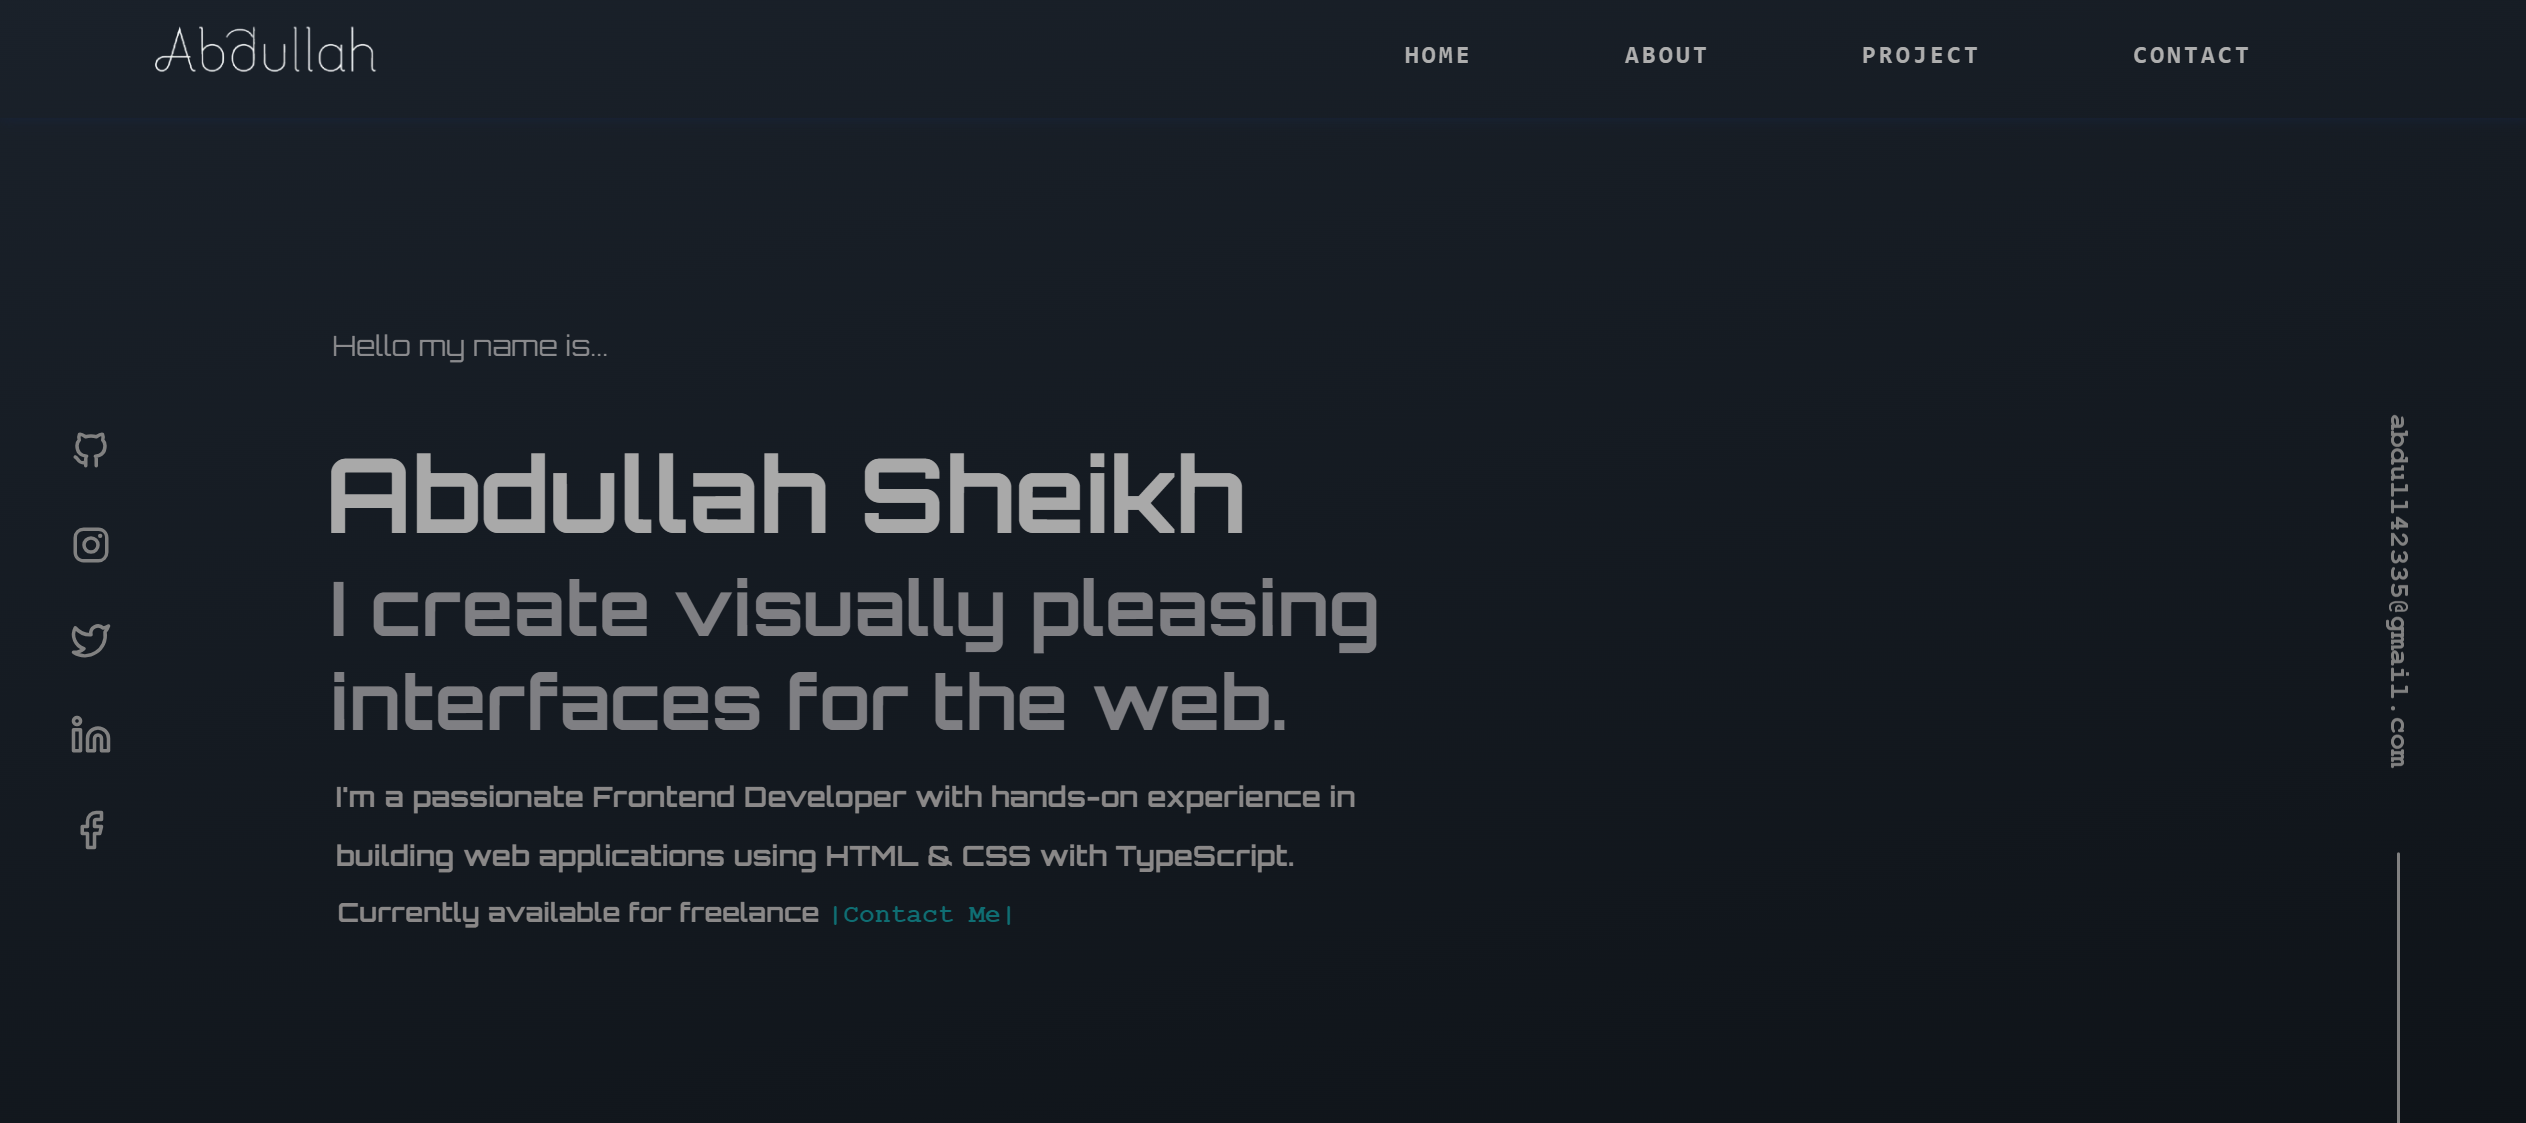 Abdullah
HOME
ABOUT
PROJECT
CONTACT
Hello my name is...
Abdullah Sheikh
I create visually pleasing
interfaces for the web.
I'm a passionate Frontend Developer with hands-on experience in
building web applications using HTML & CSS with TypeScript.
Currently available for freelance |Contact Me|
abdull42335@gmail.com